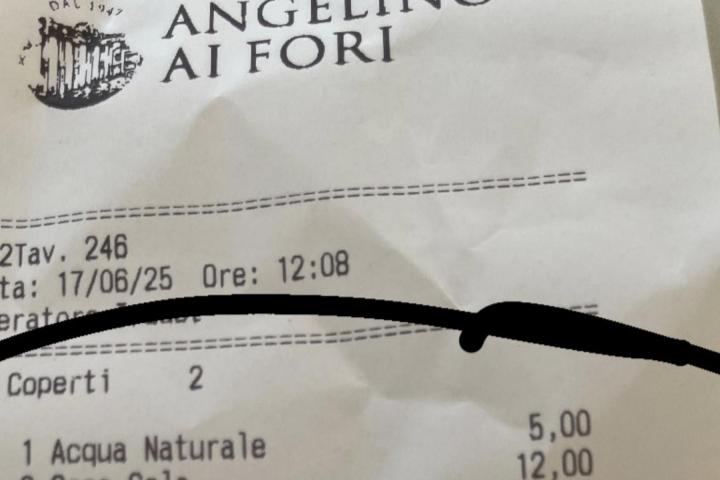 DAL 1947
ANGELINO
AI FORI
2Tav. 246
ta: 17/06/25 Ore: 12:08
Coperti 2
1 Acqua Naturale 5,00
12,00